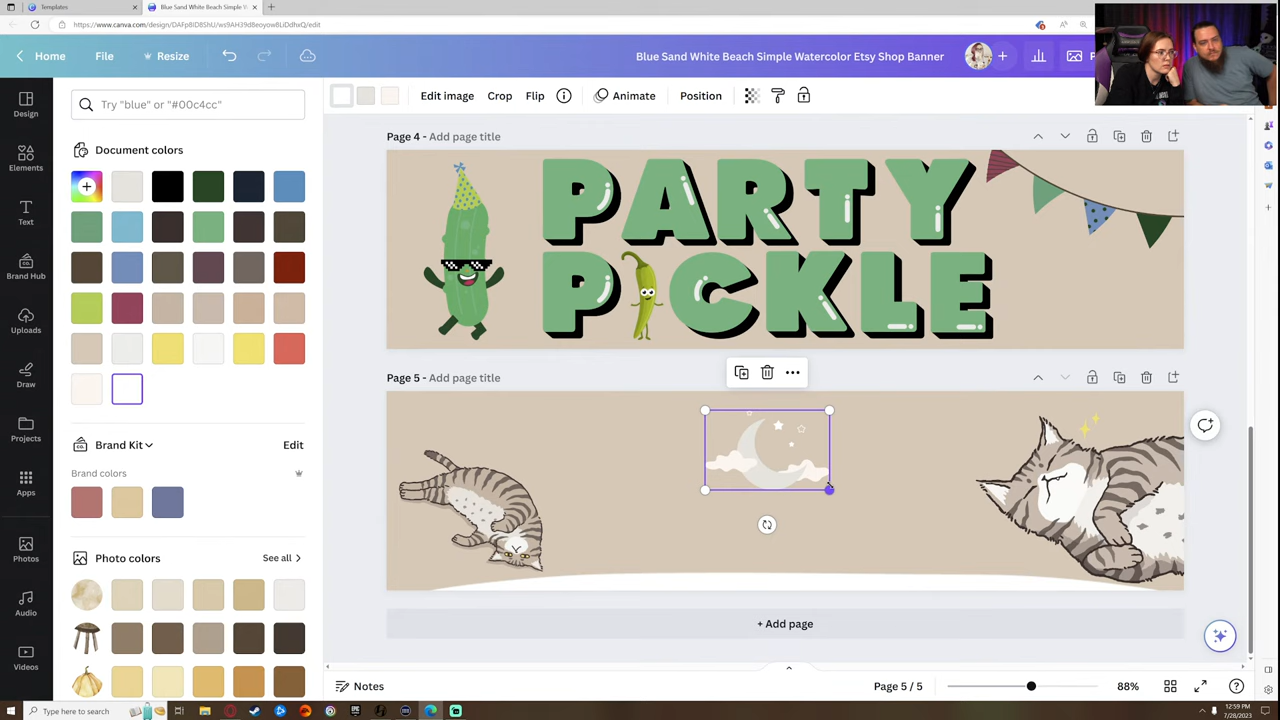 Templates
Blue Sand White Beach Simple W
https://www.canva.com/design/DAFpBlD8ShU/ws9AH39d8eoyow8LiDdhxQ/edit
Home
File
Resize
Blue Sand White Beach Simple Watercolor Etsy Shop Banner
Design
Elements
Text
Brand Hub
Uploads
Draw
Projects
Apps
Photos
Audio
Videos
Try "blue" or "#00c4cc"
Edit image
Crop
Flip
Animate
Position
Document colors
Brand Kit
Edit
Brand colors
Photo colors
See all
Page 4 - Add page title
PARTY
PICKLE
Page 5 - Add page title
+ Add page
Notes
Page 5 / 5
88%
Type here to search
12:59 PM
7/28/2023